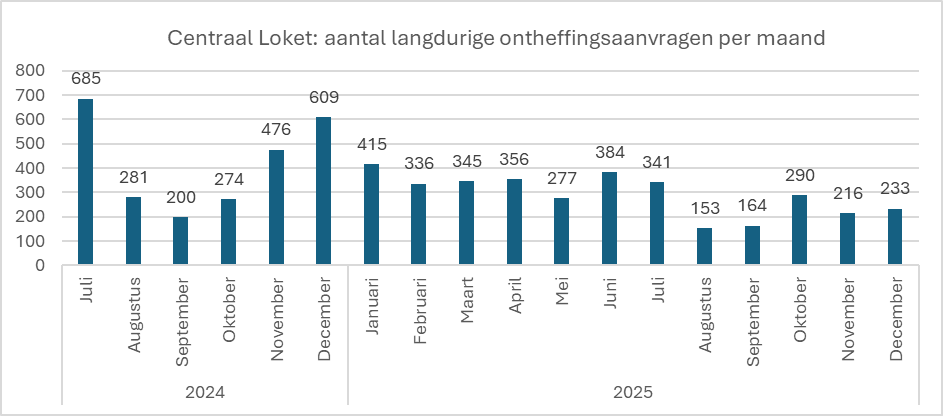 Centraal Loket: aantal langdurige ontheffingsaanvragen per maand
800
700
600
500
400
300
200
100
0
685
281
200
274
476
609
415
336
345
356
277
384
341
153
164
290
216
233
Juli
Augustus
September
Oktober
November
December
Januari
Februari
Maart
April
Mei
Juni
Juli
Augustus
September
Oktober
November
December
2024
2025